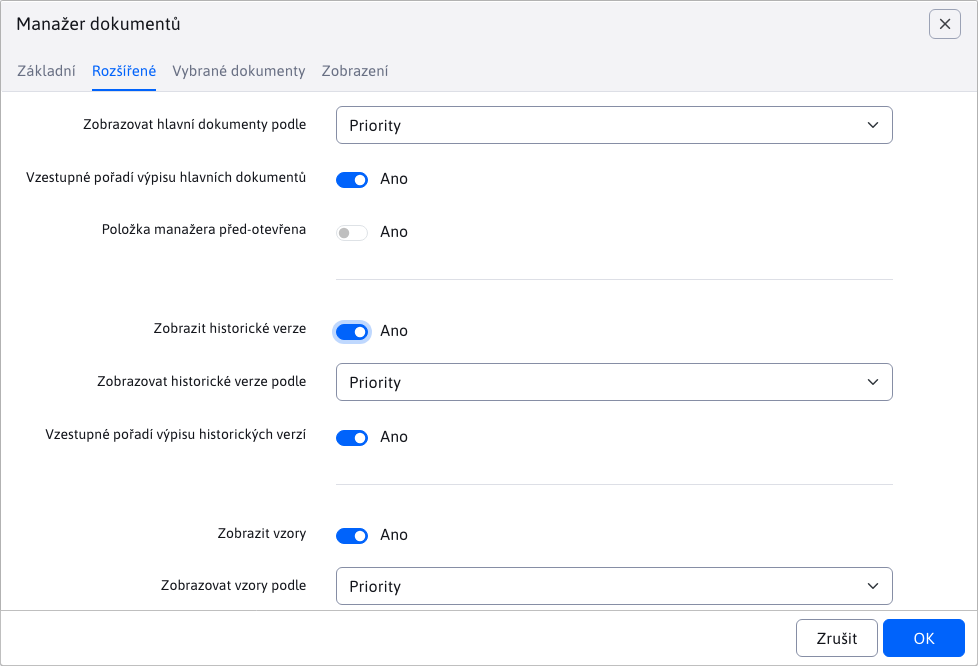 Manažer dokumentů
Základní Rozšířené Vybrané dokumenty Zobrazení
Zobrazovat hlavní dokumenty podle Priority
Vzestupné pořadí výpisu hlavních dokumentů Ano
Položka manažera před-otevřena Ano
Zobrazit historické verze Ano
Zobrazovat historické verze podle Priority
Vzestupné pořadí výpisu historických verzí Ano
Zobrazit vzory Ano
Zobrazovat vzory podle Priority
Zrušit OK